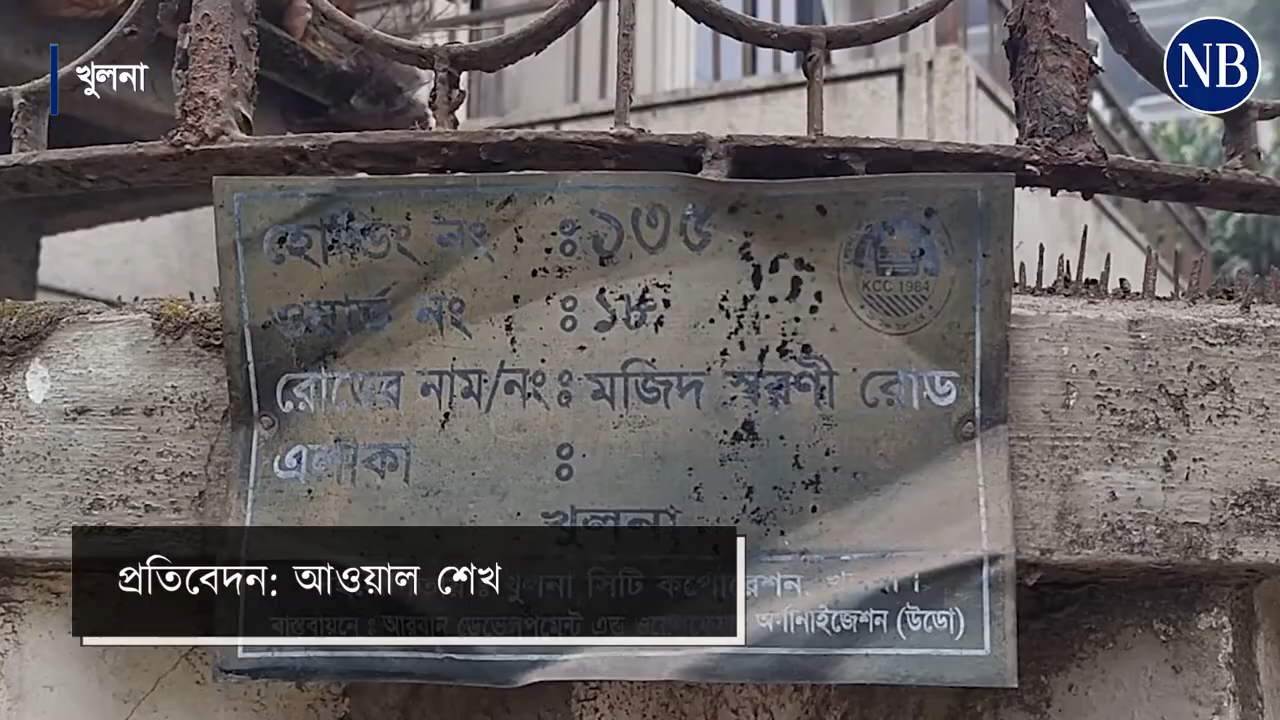 খুলনা
NB
হোল্ডিং নং : ১৩৫
KCC 1984
ওয়ার্ড নং : ১৮
রোডের নাম/নং: মজিদ স্বরণী রোড
এলাকা :
খুলনা
খুলনা সিটি কর্পোরেশন,
প্রতিবেদন: আওয়াল শেখ
বাস্তবায়নে : আরবান ডেভেলপমেন্ট এন্ড অর্গানাইজেশন (উডো)